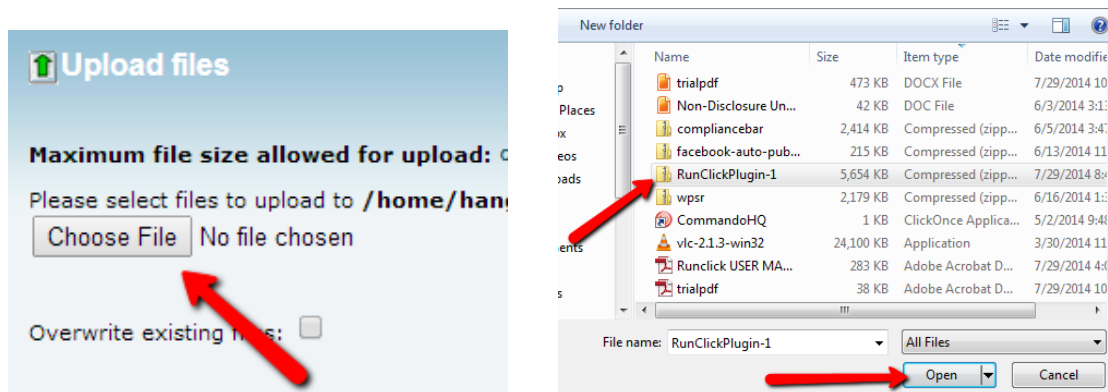 Upload files
Maximum file size allowed for upload:
Please select files to upload to /home/hang
Choose File No file chosen
Overwrite existing files:
New folder
Name Size Item type Date modifie
trialpdf 473 KB DOCX File 7/29/2014 10
Non-Disclosure Un... 42 KB DOC File 6/3/2014 3:1
Places
compliancebar 2,414 KB Compressed (zipp... 6/5/2014 3:47
facebook-auto-pub... 215 KB Compressed (zipp... 6/13/2014 11
eos
oads
RunClickPlugin-1 5,654 KB Compressed (zipp... 7/29/2014 8:4
wpsr 2,179 KB Compressed (zipp... 6/16/2014 1:
CommandoHQ 1 KB ClickOnce Applica... 5/2/2014 9:48
vlc-2.1.3-win32 24,100 KB Application 3/30/2014 11
ents
Runclick USER MA... 283 KB Adobe Acrobat D... 7/29/2014 4:0
trialpdf 38 KB Adobe Acrobat D... 7/29/2014 10
s
File name: RunClickPlugin-1 All Files
Open Cancel